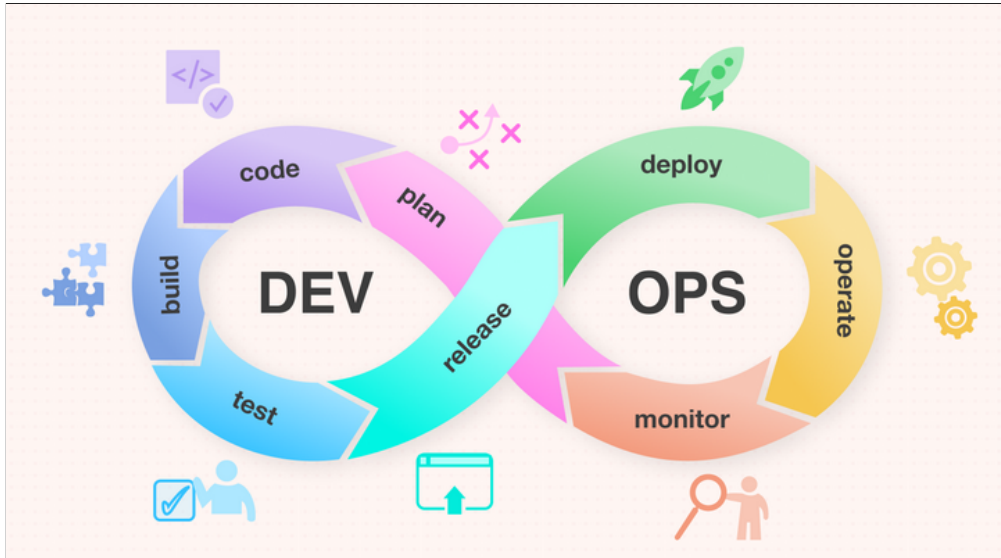 </>
code
plan
deploy
build
DEV
OPS
operate
release
test
monitor